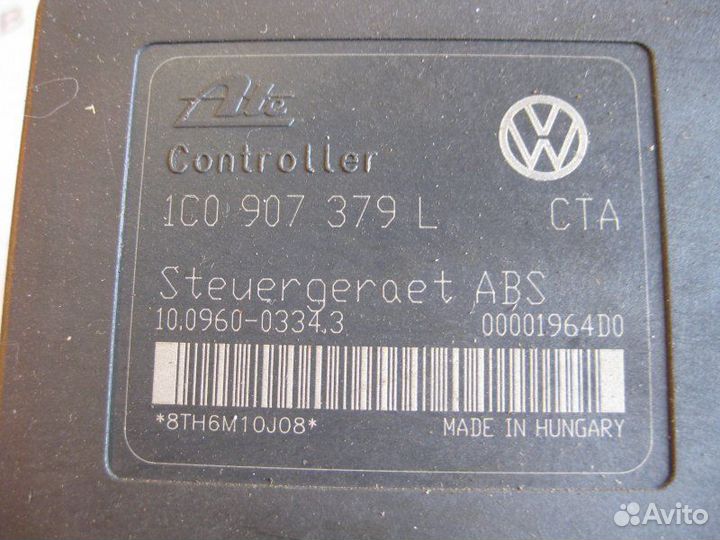 Ate
Controller
1C0 907 379 L CTA
Steuergeraet ABS
10.0960-0334.3 00001964D0
*8TH6M10J08* MADE IN HUNGARY
Avito